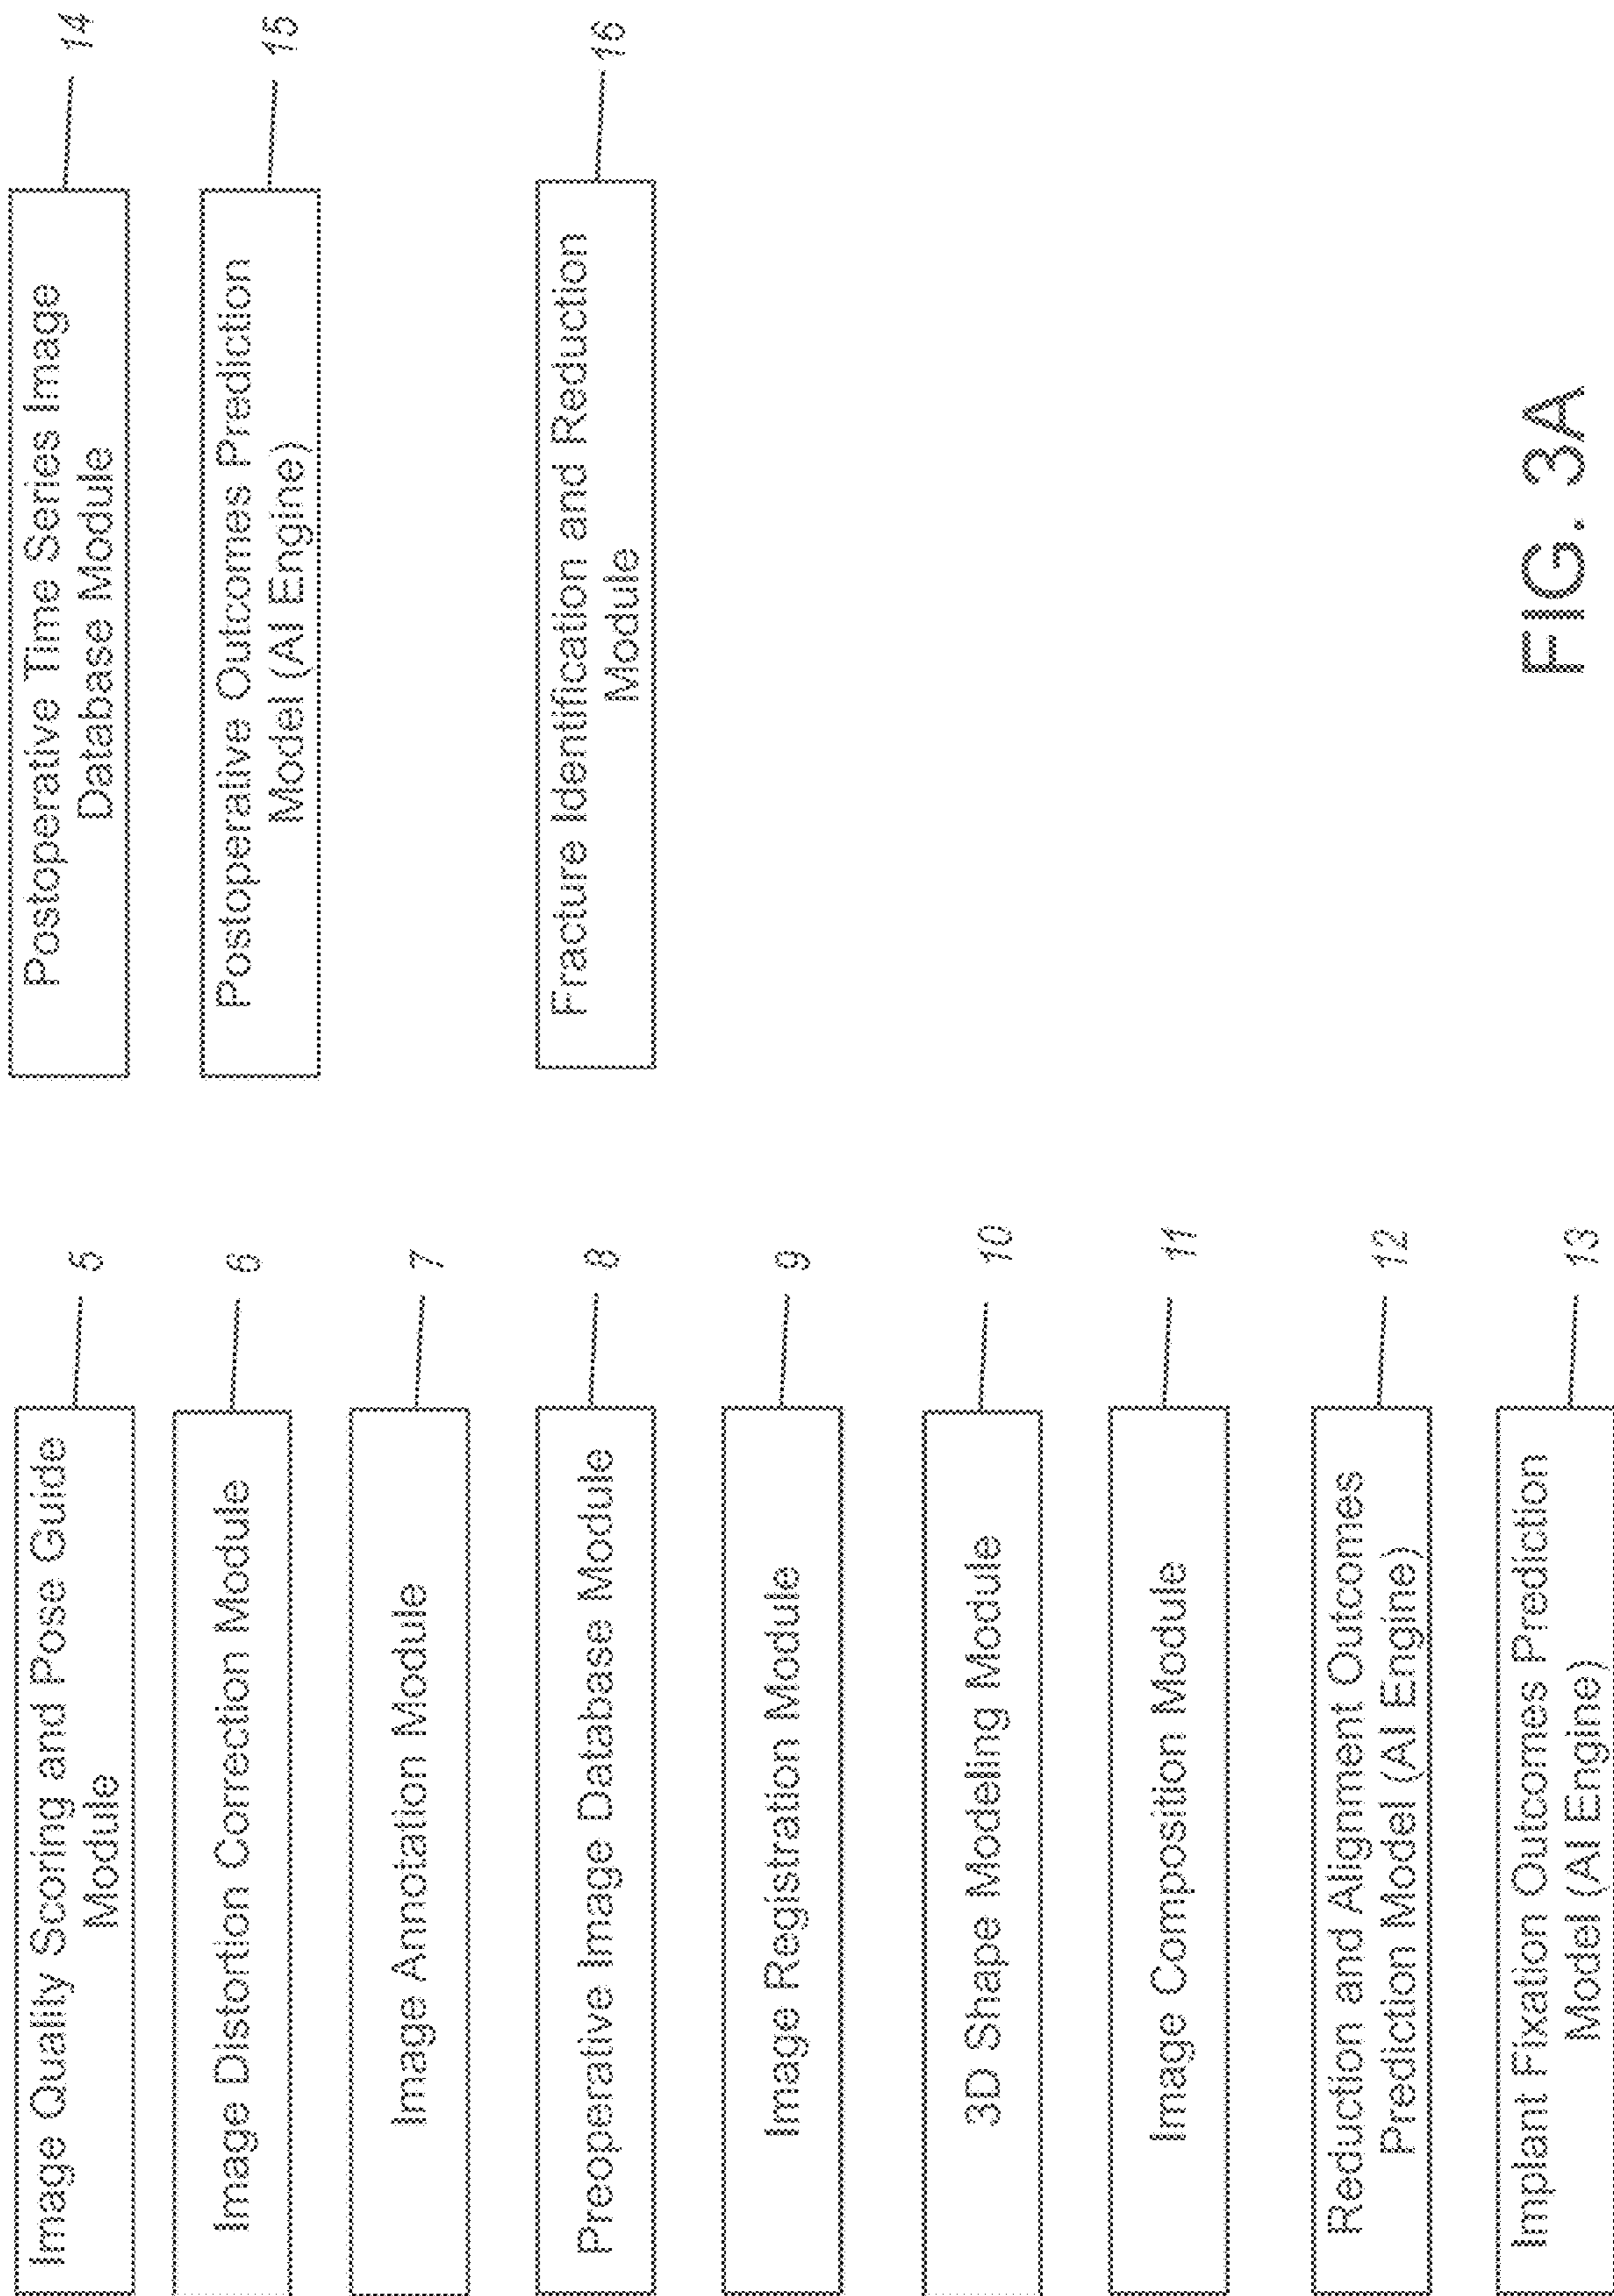 Image Quality Scoring and Pose Guide
Module
5
Image Distortion Correction Module
6
Image Annotation Module
7
Preoperative Image Database Module
8
Image Registration Module
9
3D Shape Modeling Module
10
Image Composition Module
11
Reduction and Alignment Outcomes
Prediction Model (AI Engine)
12
Implant Fixation Outcomes Prediction
Model (AI Engine)
13
Postoperative Time Series Image
Database Module
14
Postoperative Outcomes Prediction
Model (AI Engine)
15
Fracture Identification and Reduction
Module
16
FIG. 3A